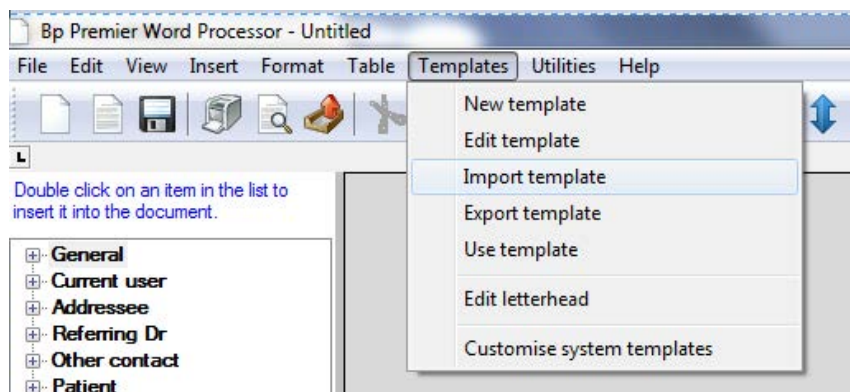 Bp Premier Word Processor - Untitled
File Edit View Insert Format Table Templates Utilities Help
New template
Edit template
Import template
Export template
Use template
Edit letterhead
Customise system templates
L
Double click on an item in the list to
insert it into the document.
General
Current user
Addressee
Referring Dr
Other contact
Patient